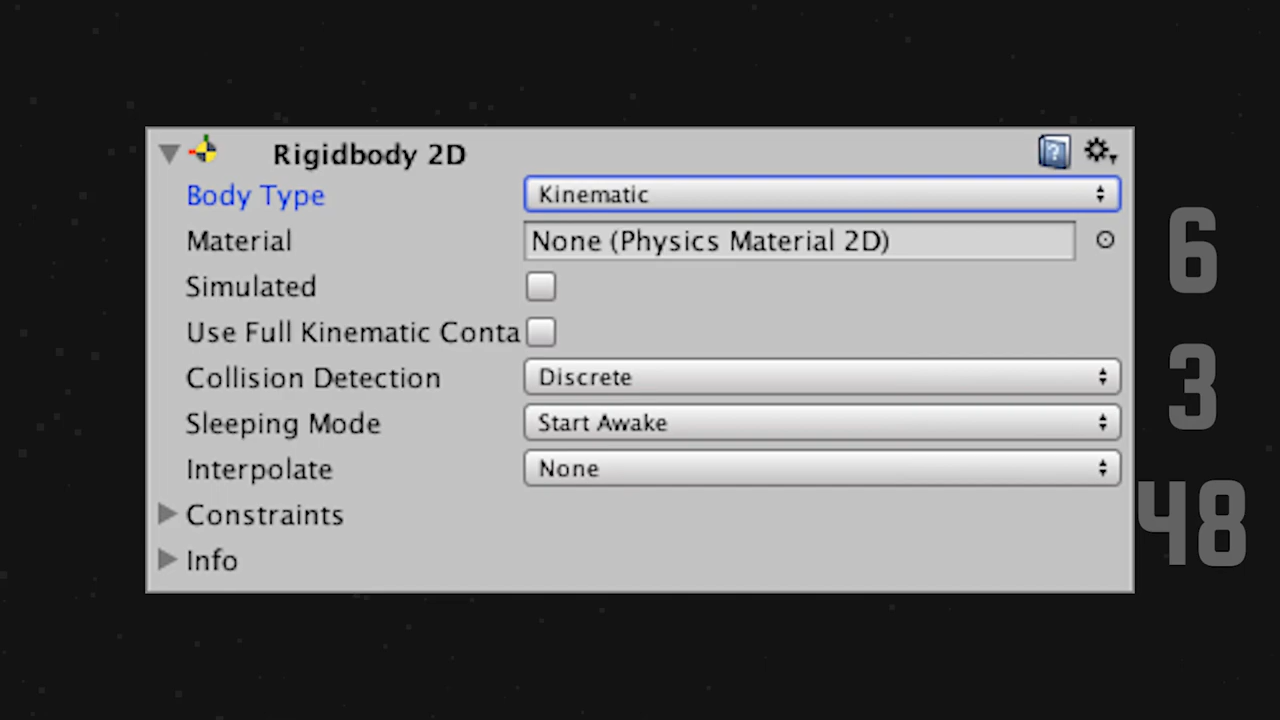 Rigidbody 2D
Body Type Kinematic
Material None (Physics Material 2D)
Simulated
Use Full Kinematic Conta
Collision Detection Discrete
Sleeping Mode Start Awake
Interpolate None
Constraints
Info
6
3
48